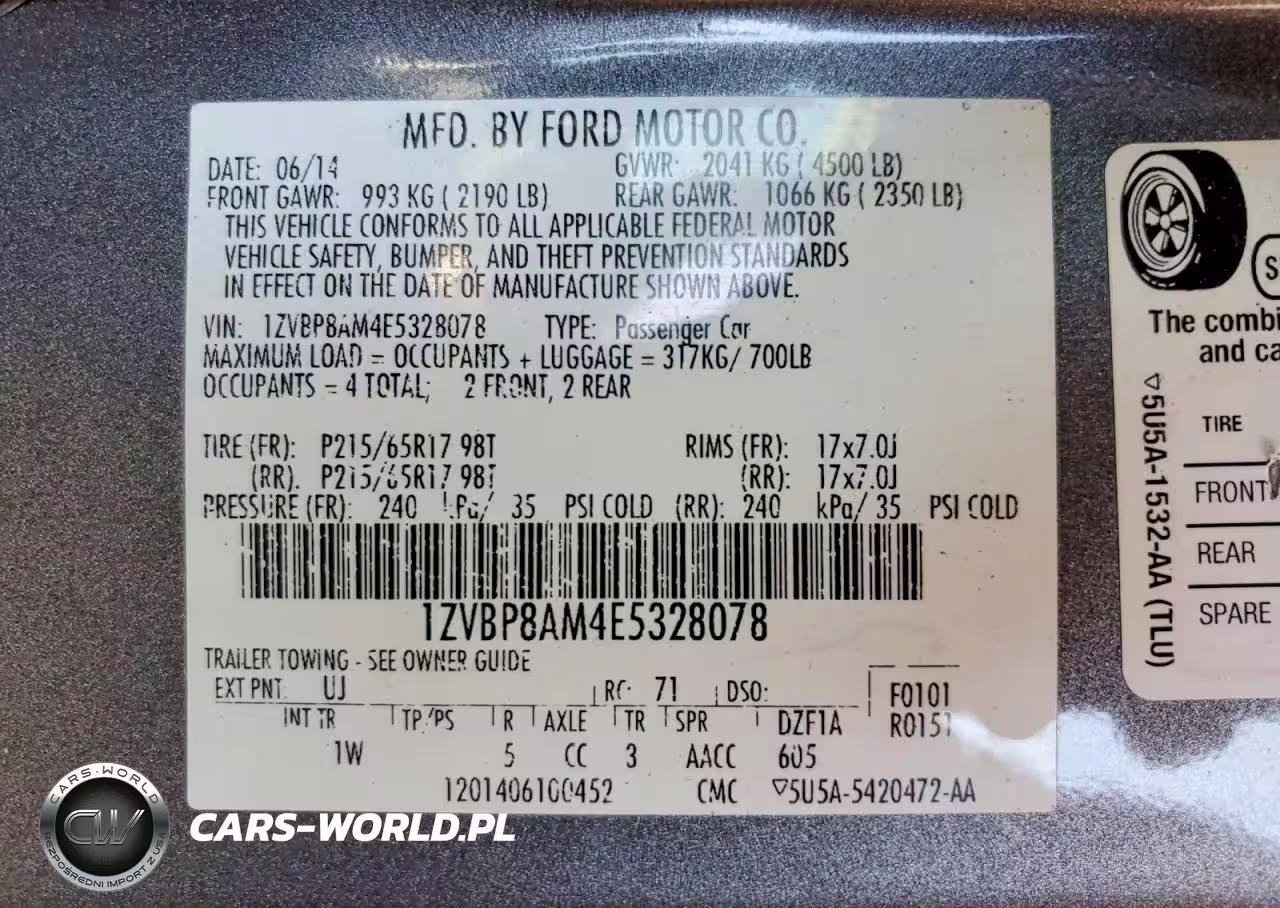 MFD. BY FORD MOTOR CO.
DATE: 06/14 GVWR: 2041 KG ( 4500 LB)
FRONT GAWR: 993 KG ( 2190 LB) REAR GAWR: 1066 KG ( 2350 LB)
THIS VEHICLE CONFORMS TO ALL APPLICABLE FEDERAL MOTOR
VEHICLE SAFETY, BUMPER, AND THEFT PREVENTION STANDARDS
IN EFFECT ON THE DATE OF MANUFACTURE SHOWN ABOVE.
VIN: 1ZVBP8AM4E5328078 TYPE: Passenger Car
MAXIMUM LOAD = OCCUPANTS + LUGGAGE = 317KG/ 700LB
OCCUPANTS = 4 TOTAL; 2 FRONT, 2 REAR
TIRE (FR): P215/65R17 98T RIMS (FR): 17x7.0J
(RR). P215/65R17 98T (RR): 17x7.0J
PRESSURE (FR): 240 kPa/ 35 PSI COLD (RR): 240 kPa/ 35 PSI COLD
1ZVBP8AM4E5328078
TRAILER TOWING - SEE OWNER GUIDE
EXT PNT: UJ RC: 71 DSO: F0101
INT TR TP/PS R AXLE TR SPR DZF1A R0151
1W 5 CC 3 AACC 605
1201406100452 CMC ▽5U5A-5420472-AA
The combi
and ca
▽5U5A-1532-AA (TLU)
TIRE
FRONT
REAR
SPARE
CARS-WORLD
CW
BEZPOŚREDNI IMPORT Z USA
CARS-WORLD.PL